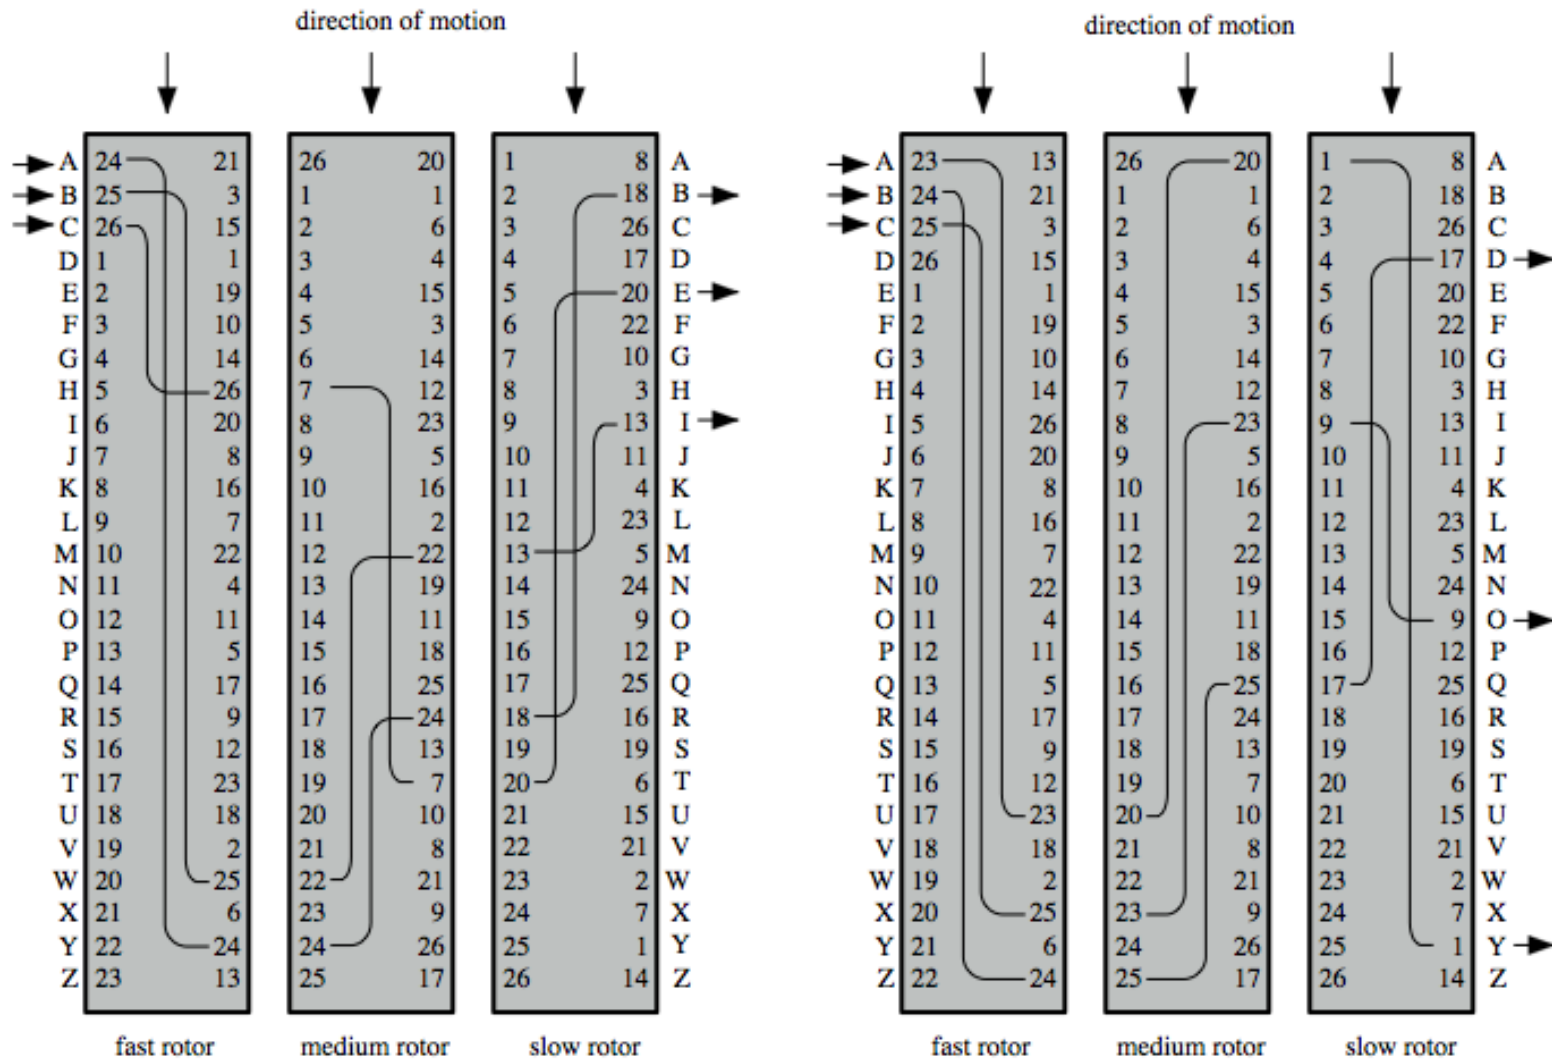 direction of motion direction of motion
A 24 21 26 20 1 8 A A 23 13 26 20 1 8 A
B 25 3 1 1 2 18 B B 24 21 1 1 2 18 B
C 26 15 2 6 3 26 C C 25 3 2 6 3 26 C
D 1 1 3 4 4 17 D D 26 15 3 4 4 17 D
E 2 19 4 15 5 20 E E 1 1 4 15 5 20 E
F 3 10 5 3 6 22 F F 2 19 5 3 6 22 F
G 4 14 6 14 7 10 G G 3 10 6 14 7 10 G
H 5 26 7 12 8 3 H H 4 14 7 12 8 3 H
I 6 20 8 23 9 13 I I 5 26 8 23 9 13 I
J 7 8 9 5 10 11 J J 6 20 9 5 10 11 J
K 8 16 10 16 11 4 K K 7 8 10 16 11 4 K
L 9 7 11 2 12 23 L L 8 16 11 2 12 23 L
M 10 22 12 22 13 5 M M 9 7 12 22 13 5 M
N 11 4 13 19 14 24 N N 10 22 13 19 14 24 N
O 12 11 14 11 15 9 O O 11 4 14 11 15 9 O
P 13 5 15 18 16 12 P P 12 11 15 18 16 12 P
Q 14 17 16 25 17 25 Q Q 13 5 16 25 17 25 Q
R 15 9 17 24 18 16 R R 14 17 17 24 18 16 R
S 16 12 18 13 19 19 S S 15 9 18 13 19 19 S
T 17 23 19 7 20 6 T T 16 12 19 7 20 6 T
U 18 18 20 10 21 15 U U 17 23 20 10 21 15 U
V 19 2 21 8 22 21 V V 18 18 21 8 22 21 V
W 20 25 22 21 23 2 W W 19 2 22 21 23 2 W
X 21 6 23 9 24 7 X X 20 25 23 9 24 7 X
Y 22 24 24 26 25 1 Y Y 21 6 24 26 25 1 Y
Z 23 13 25 17 26 14 Z Z 22 24 25 17 26 14 Z
fast rotor medium rotor slow rotor fast rotor medium rotor slow rotor